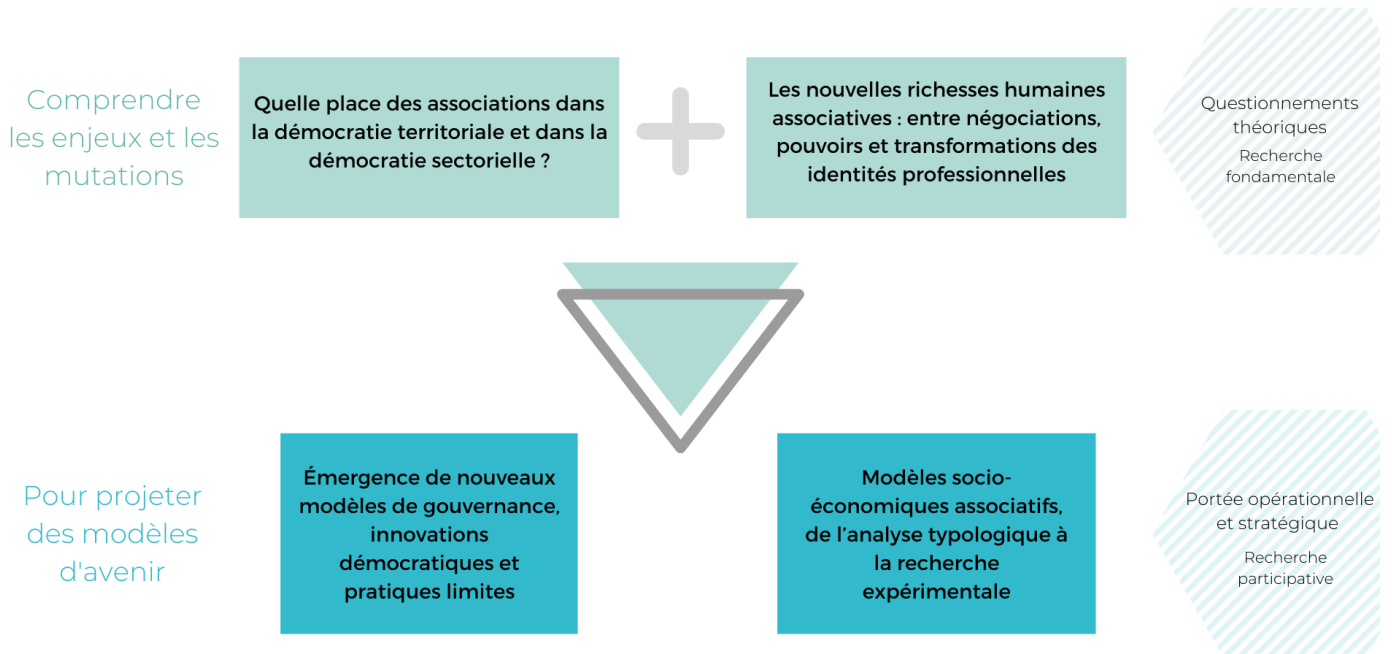 Comprendre
les enjeux et les
mutations
Quelle place des associations dans
la démocratie territoriale et dans la
démocratie sectorielle ?
Les nouvelles richesses humaines
associatives : entre négociations,
pouvoirs et transformations des
identités professionnelles
Questionnements
théoriques
Recherche
fondamentale
Pour projeter
des modèles
d'avenir
Émergence de nouveaux
modèles de gouvernance,
innovations
démocratiques et
pratiques limites
Modèles socio-
économiques associatifs,
de l’analyse typologique à
la recherche
expérimentale
Portée opérationnelle
et stratégique
Recherche
participative